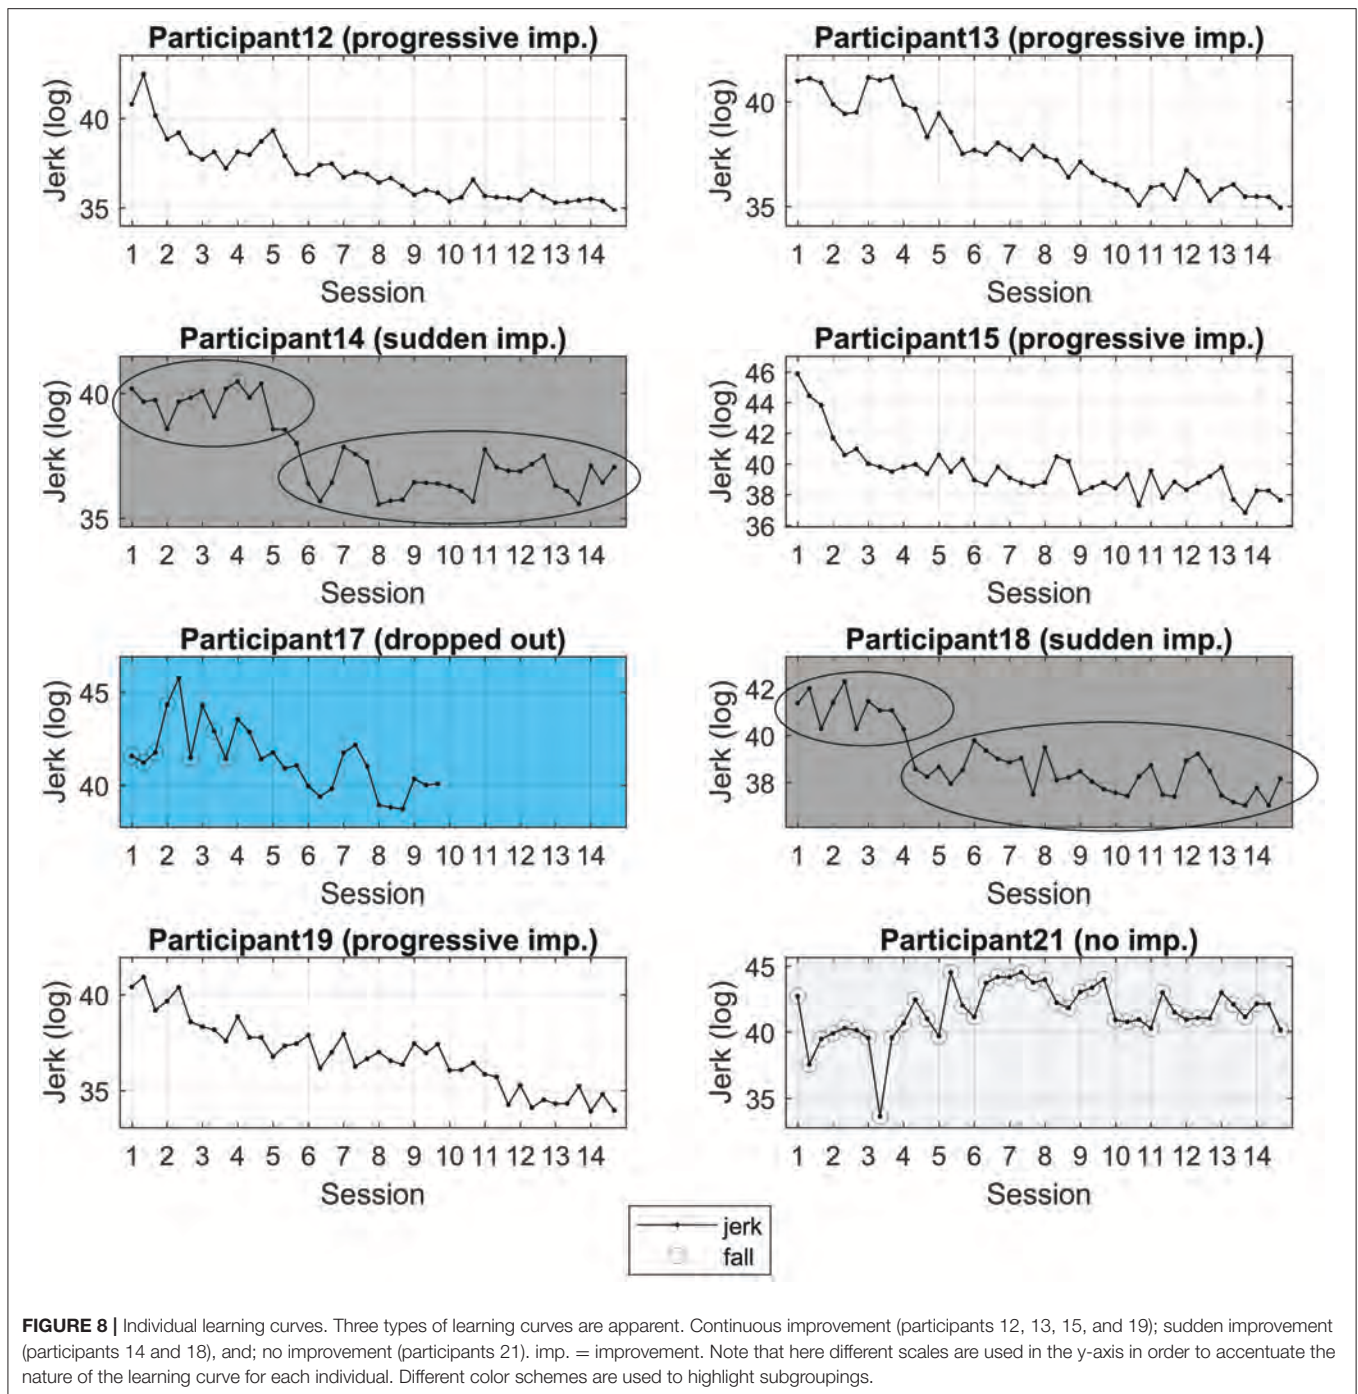 Participant12 (progressive imp.)
Jerk (log)
40
35
1 2 3 4 5 6 7 8 9 10 11 12 13 14
Session
Participant13 (progressive imp.)
Jerk (log)
40
35
1 2 3 4 5 6 7 8 9 10 11 12 13 14
Session
Participant14 (sudden imp.)
Jerk (log)
40
35
1 2 3 4 5 6 7 8 9 10 11 12 13 14
Session
Participant15 (progressive imp.)
Jerk (log)
46
44
42
40
38
36
1 2 3 4 5 6 7 8 9 10 11 12 13 14
Session
Participant17 (dropped out)
Jerk (log)
45
40
1 2 3 4 5 6 7 8 9 10 11 12 13 14
Session
Participant18 (sudden imp.)
Jerk (log)
42
40
38
1 2 3 4 5 6 7 8 9 10 11 12 13 14
Session
Participant19 (progressive imp.)
Jerk (log)
40
35
1 2 3 4 5 6 7 8 9 10 11 12 13 14
Session
Participant21 (no imp.)
Jerk (log)
45
40
35
1 2 3 4 5 6 7 8 9 10 11 12 13 14
Session
jerk
fall
FIGURE 8 | Individual learning curves. Three types of learning curves are apparent. Continuous improvement (participants 12, 13, 15, and 19); sudden improvement
(participants 14 and 18), and; no improvement (participants 21). imp. = improvement. Note that here different scales are used in the y-axis in order to accentuate the
nature of the learning curve for each individual. Different color schemes are used to highlight subgroupings.